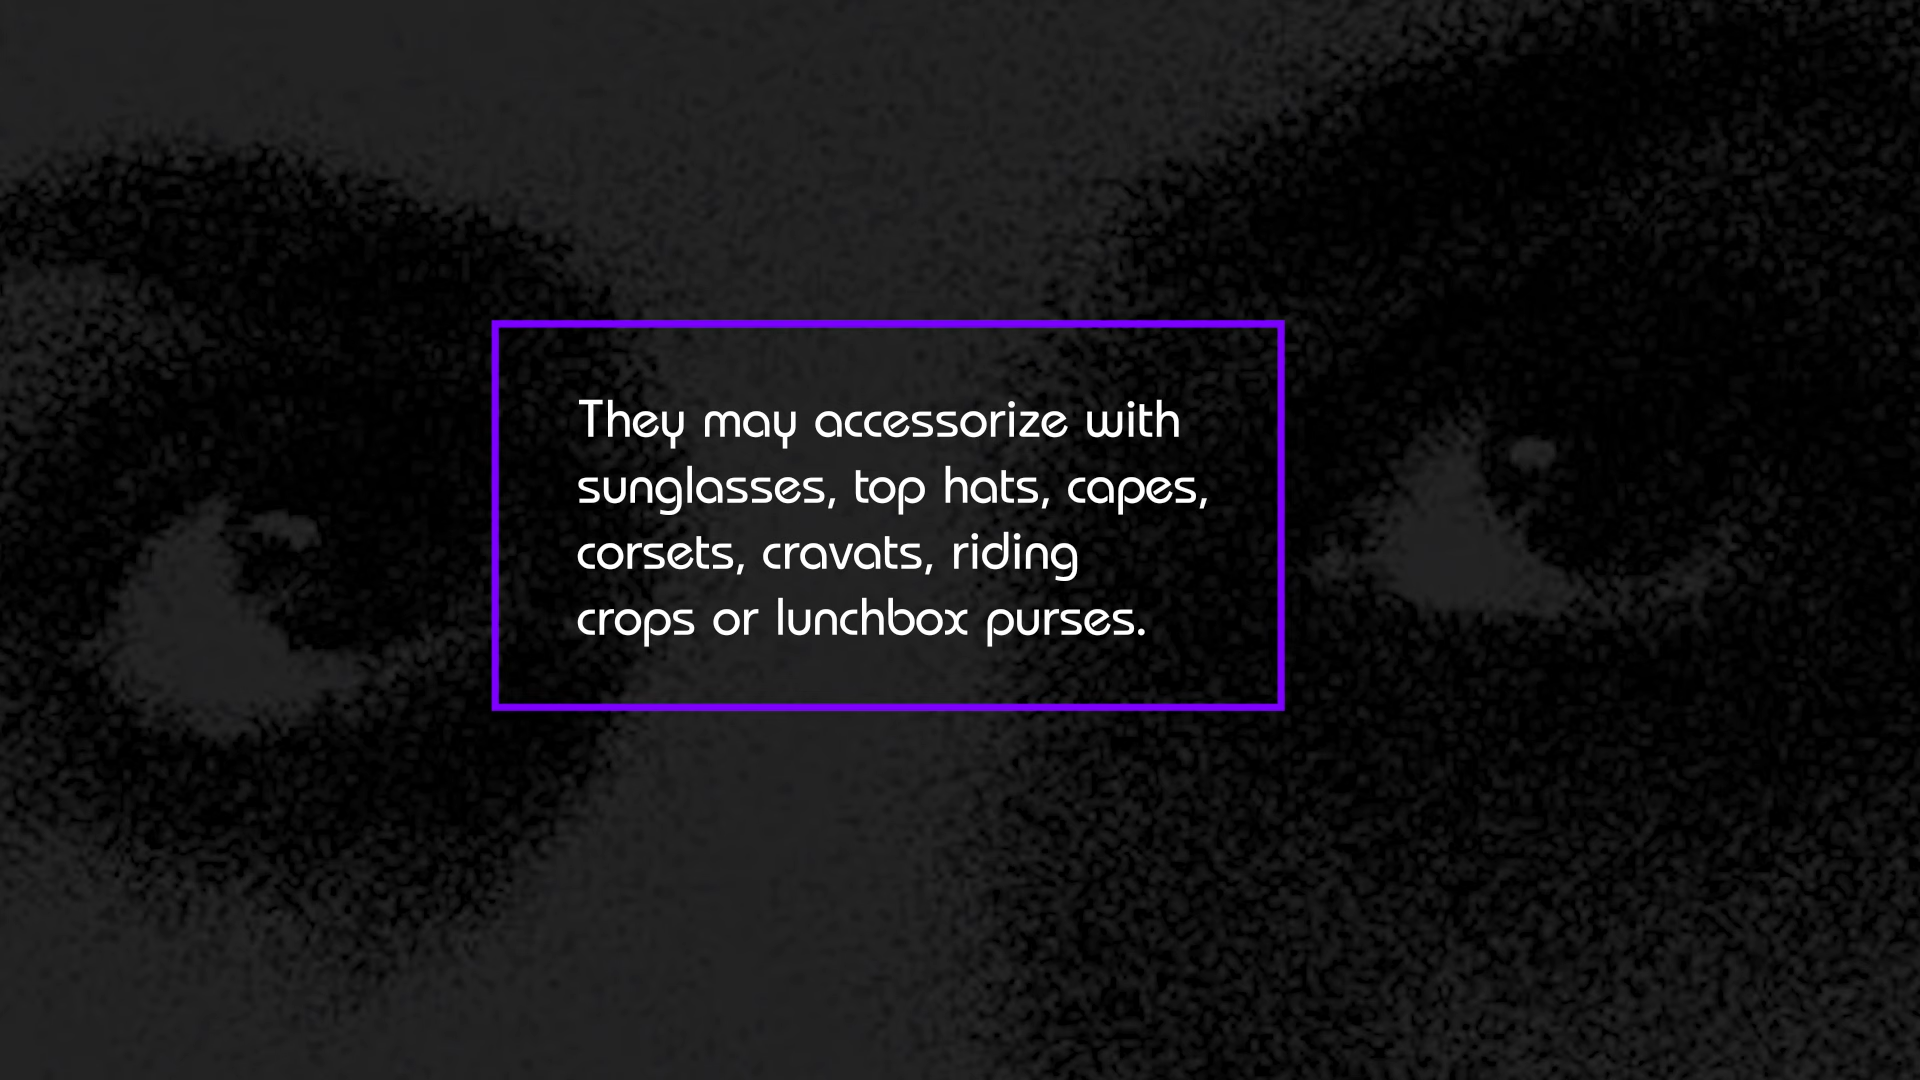 They may accessorize with
sunglasses, top hats, capes,
corsets, cravats, riding
crops or lunchbox purses.